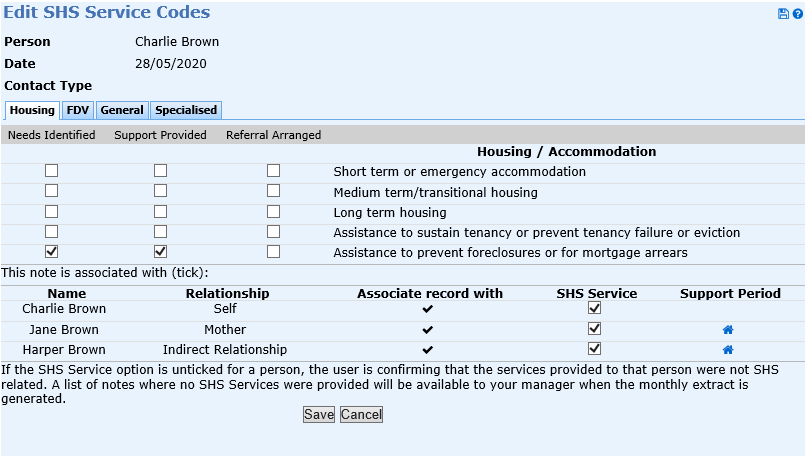 Edit SHS Service Codes
Person Charlie Brown
Date 28/05/2020
Contact Type
Housing FDV General Specialised
Needs Identified Support Provided Referral Arranged
Housing / Accommodation
Short term or emergency accommodation
Medium term/transitional housing
Long term housing
Assistance to sustain tenancy or prevent tenancy failure or eviction
Assistance to prevent foreclosures or for mortgage arrears
This note is associated with (tick):
Name Relationship Associate record with SHS Service Support Period
Charlie Brown Self
Jane Brown Mother
Harper Brown Indirect Relationship
If the SHS Service option is unticked for a person, the user is confirming that the services provided to that person were not SHS
related. A list of notes where no SHS Services were provided will be available to your manager when the monthly extract is
generated.
Save Cancel